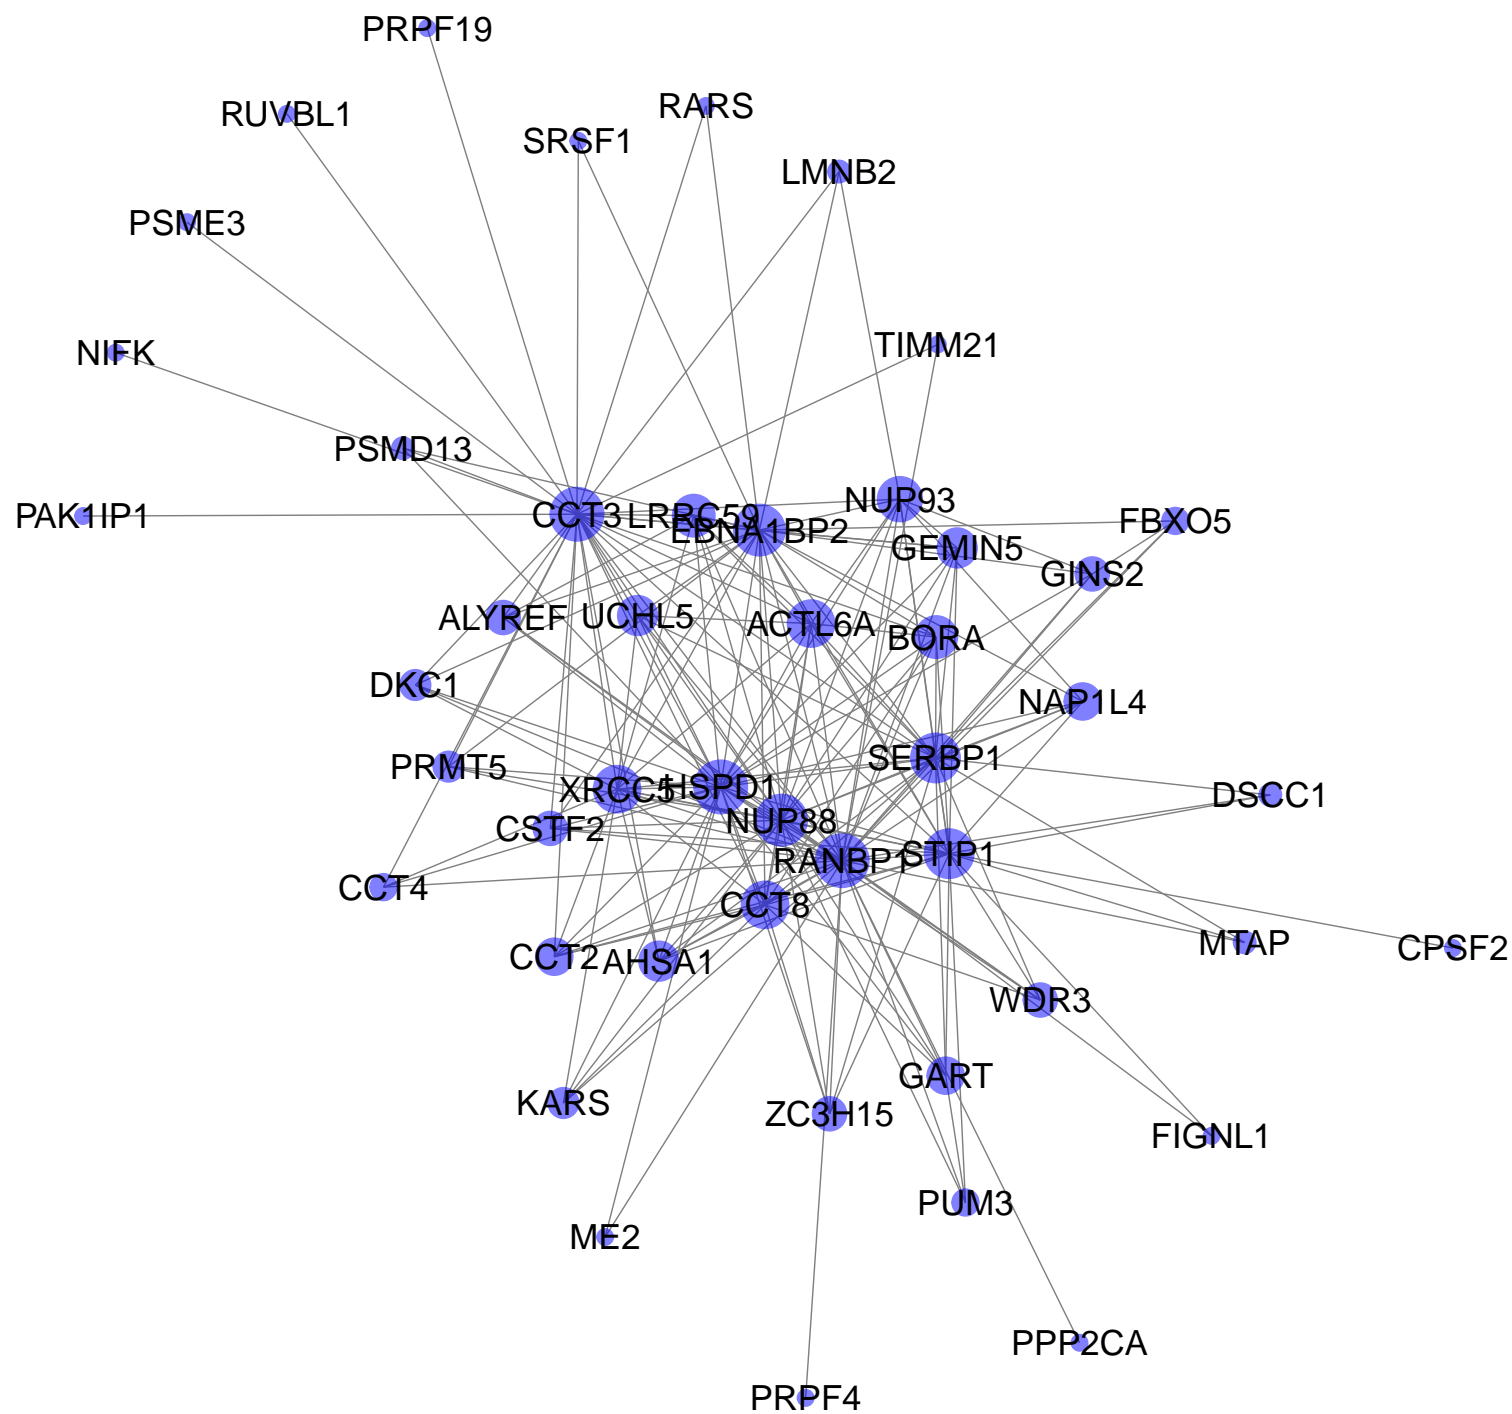 PRPF19
RARS
RUVBL1
SRSF1
LMNB2
PSME3
TIMM21
NIFK
PSMD13
NUP93
PAK1IP1
CCT3
LRRC59
EBNA1BP2
FBXO5
GEMIN5
GINS2
ALYREF
UCHL5
ACTL6A
BORA
DKC1
NAP1L4
SERBP1
PRMT5
XRCC5
HSPD1
DSCC1
NUP88
CSTF2
RANBP1
STIP1
CCT4
CCT8
MTAP
CPSF2
CCT2
AHSA1
WDR3
GART
KARS
ZC3H15
FIGNL1
PUM3
ME2
PPP2CA
PRPF4